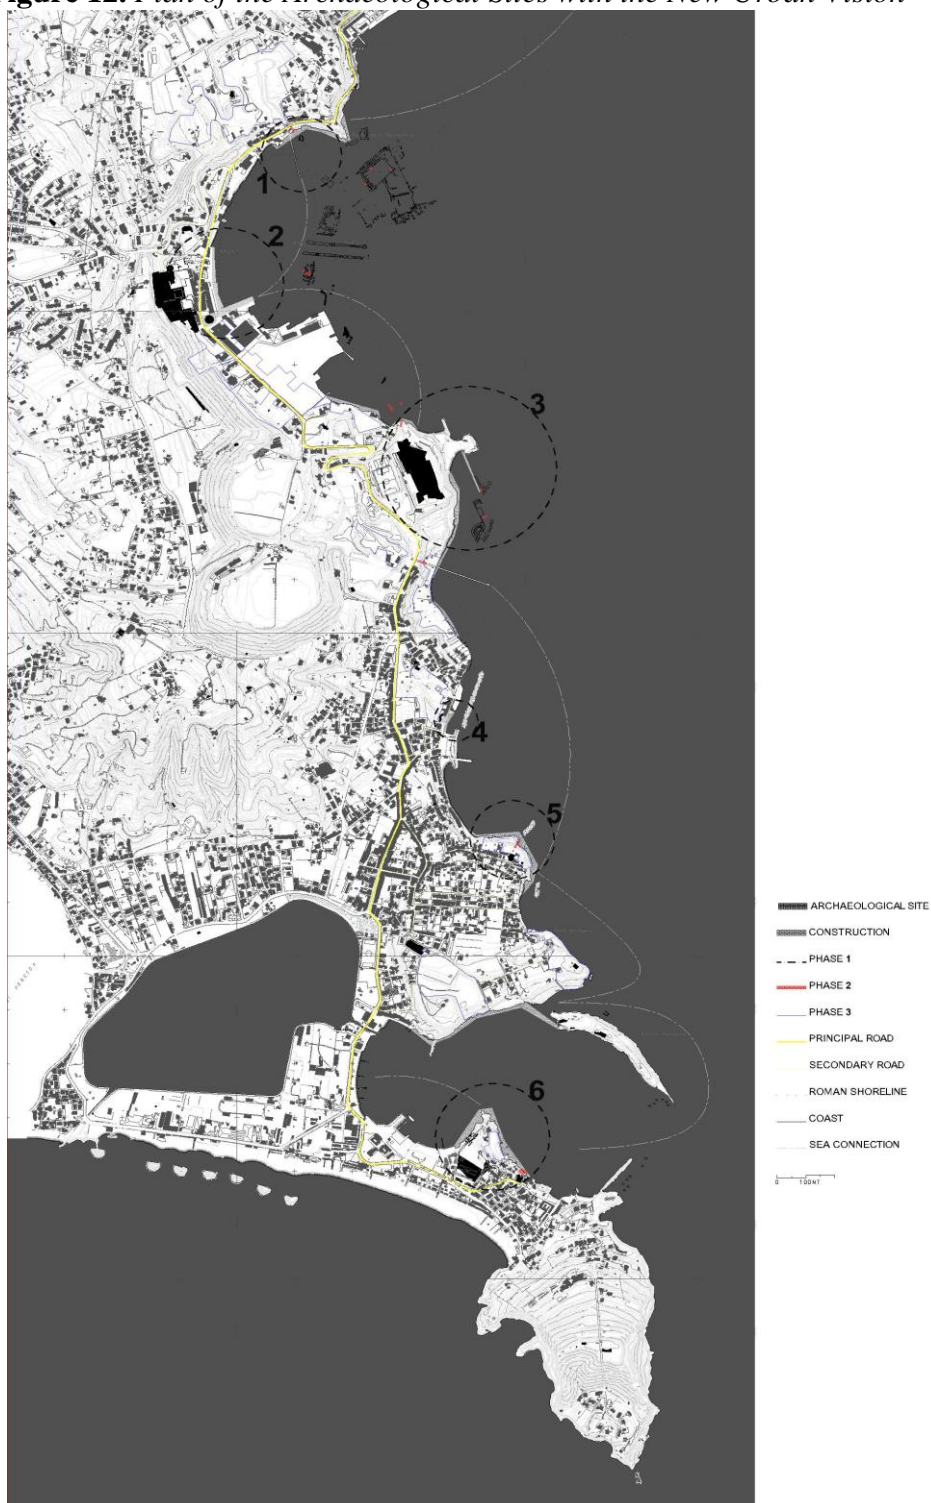 Figure 12. Plan of the Archaeological Sites with the New Urban Vision
1
2
3
4
5
6
ARCHAEOLOGICAL SITE
CONSTRUCTION
PHASE 1
PHASE 2
PHASE 3
PRINCIPAL ROAD
SECONDARY ROAD
ROMAN SHORELINE
COAST
SEA CONNECTION